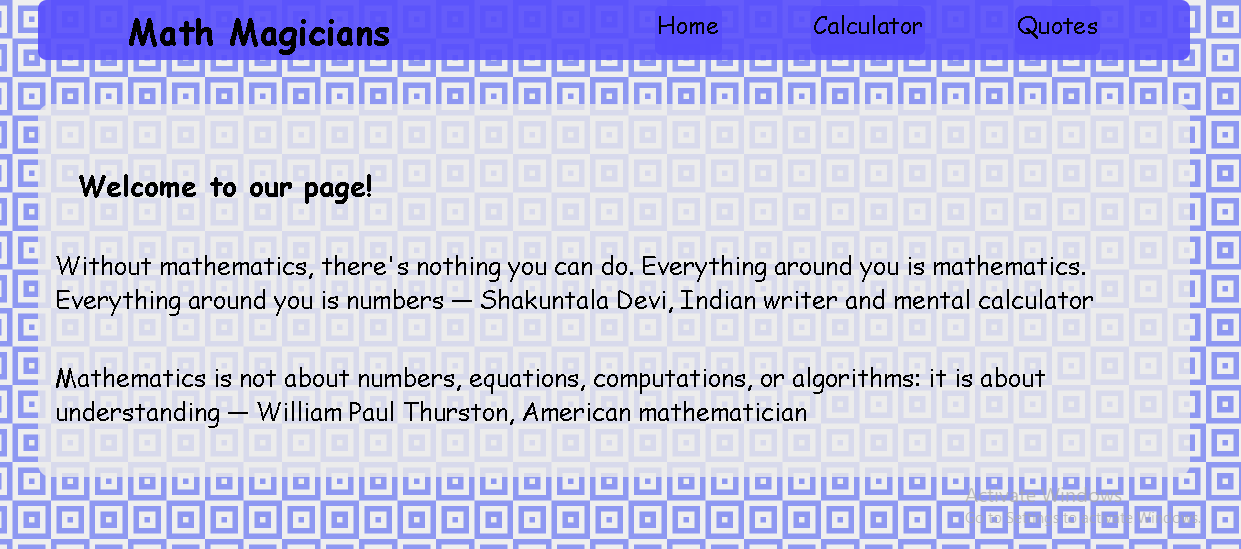 Math Magicians
Home
Calculator
Quotes
Welcome to our page!
Without mathematics, there's nothing you can do. Everything around you is mathematics.
Everything around you is numbers — Shakuntala Devi, Indian writer and mental calculator
Mathematics is not about numbers, equations, computations, or algorithms: it is about
understanding — William Paul Thurston, American mathematician
Activate Windows
Go to Settings to activate Windows.